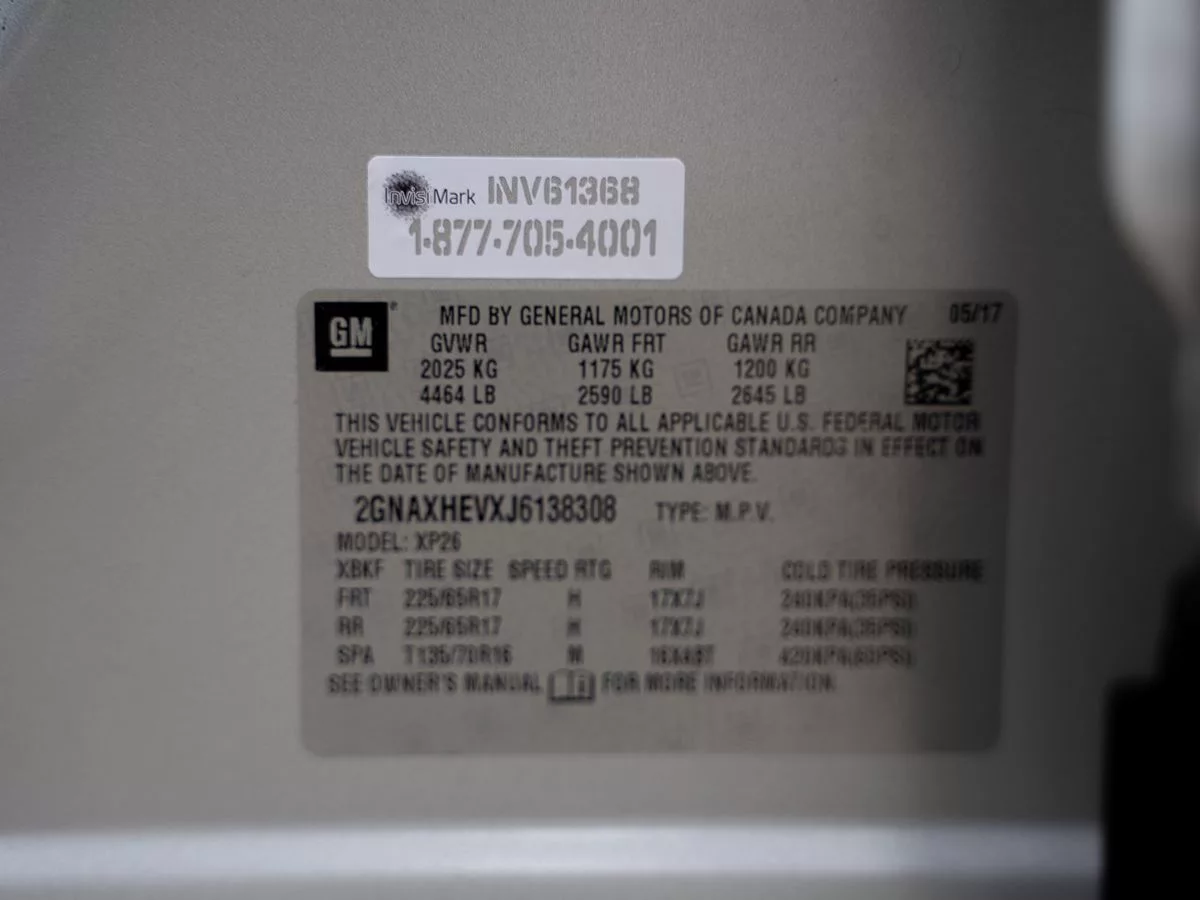 InvisiMark INV61368
1-877-705-4001
GM® MFD BY GENERAL MOTORS OF CANADA COMPANY 05/17
GVWR GAWR FRT GAWR RR
2025 KG 1175 KG 1200 KG
4464 LB 2590 LB 2645 LB
THIS VEHICLE CONFORMS TO ALL APPLICABLE U.S. FEDERAL MOTOR
VEHICLE SAFETY AND THEFT PREVENTION STANDARDS IN EFFECT ON
THE DATE OF MANUFACTURE SHOWN ABOVE.
2GNAXHEVXJ6138308 TYPE: M.P.V.
MODEL: XP26
XBKF TIRE SIZE SPEED RTG RIM COLD TIRE PRESSURE
FRT 225/65R17 H 17X7J 240KPA(35PSI)
RR 225/65R17 H 17X7J 240KPA(35PSI)
SPA T135/70R16 M 16X4BT 420KPA(60PSI)
SEE OWNER'S MANUAL FOR MORE INFORMATION.